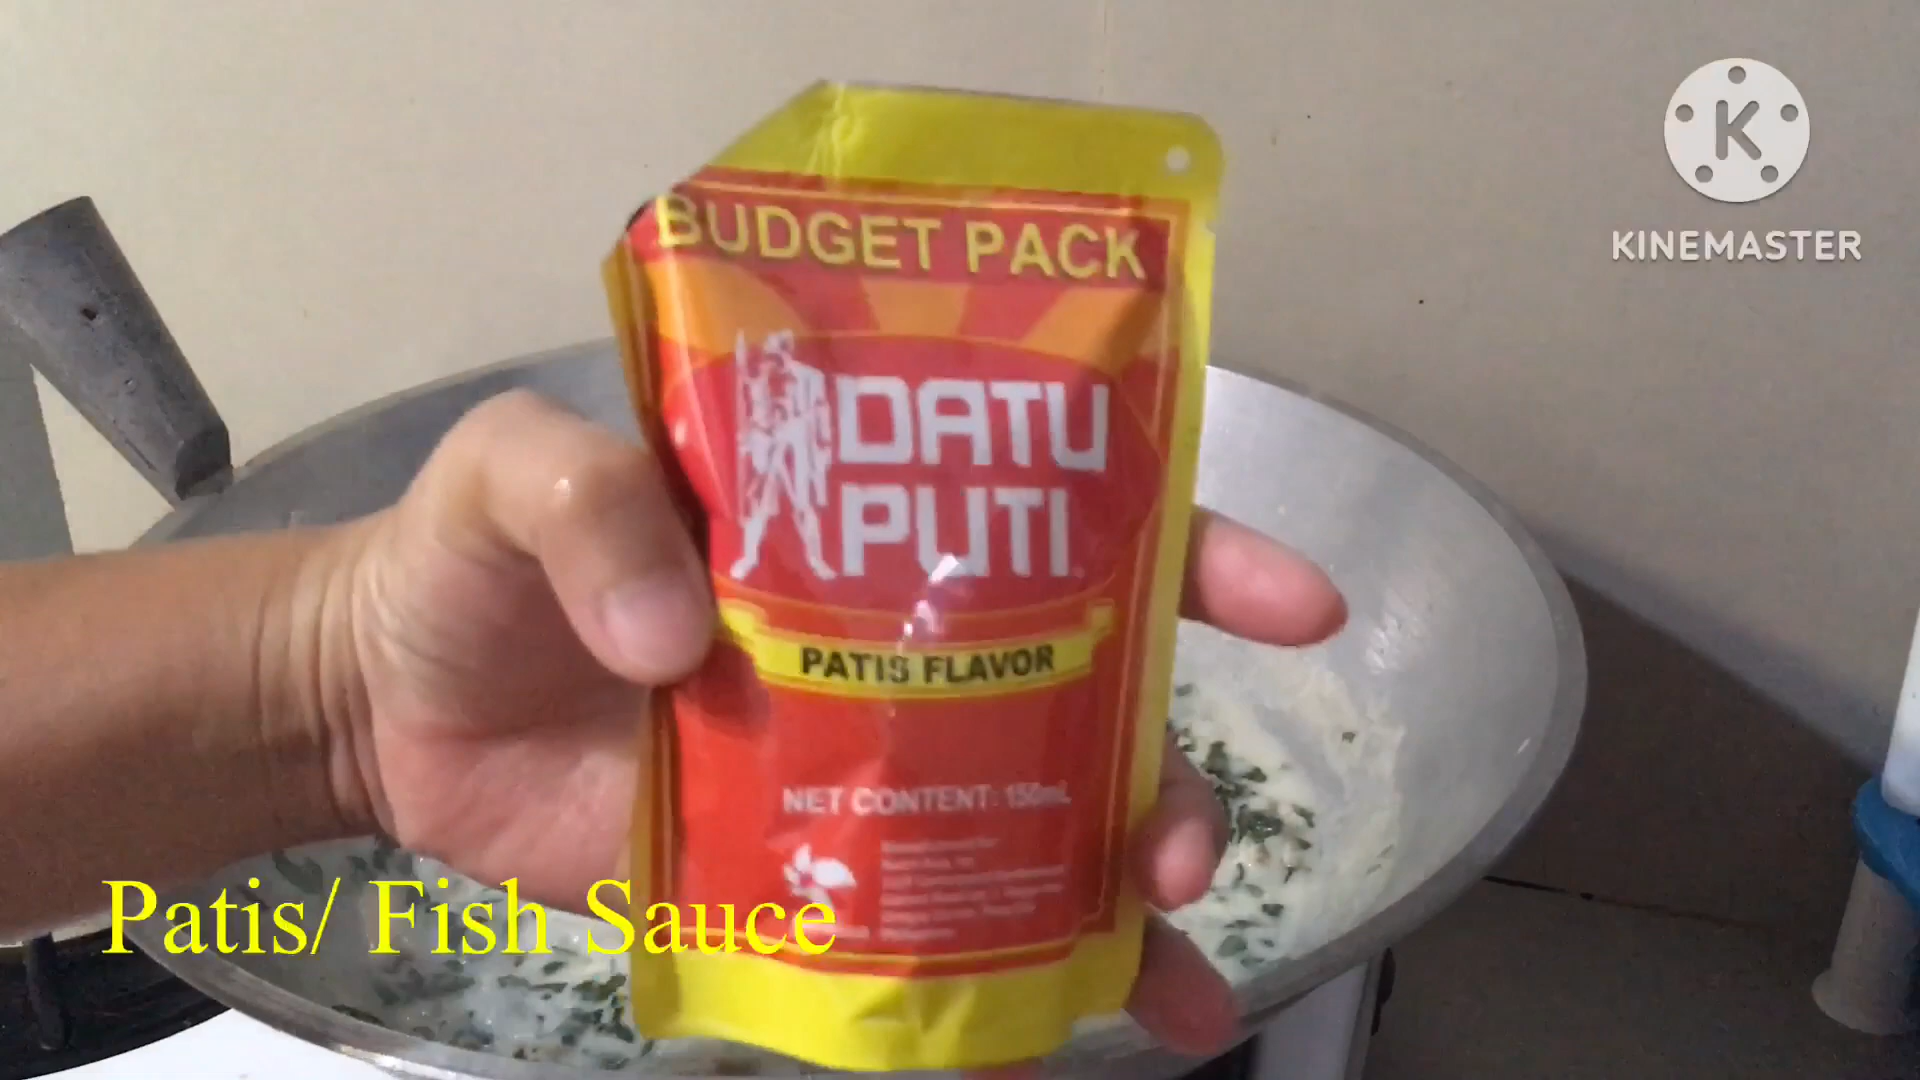 BUDGET PACK
K
KINEMASTER
DATU
PUTI
PATIS FLAVOR
NET CONTENT: 150mL
Patis/ Fish Sauce